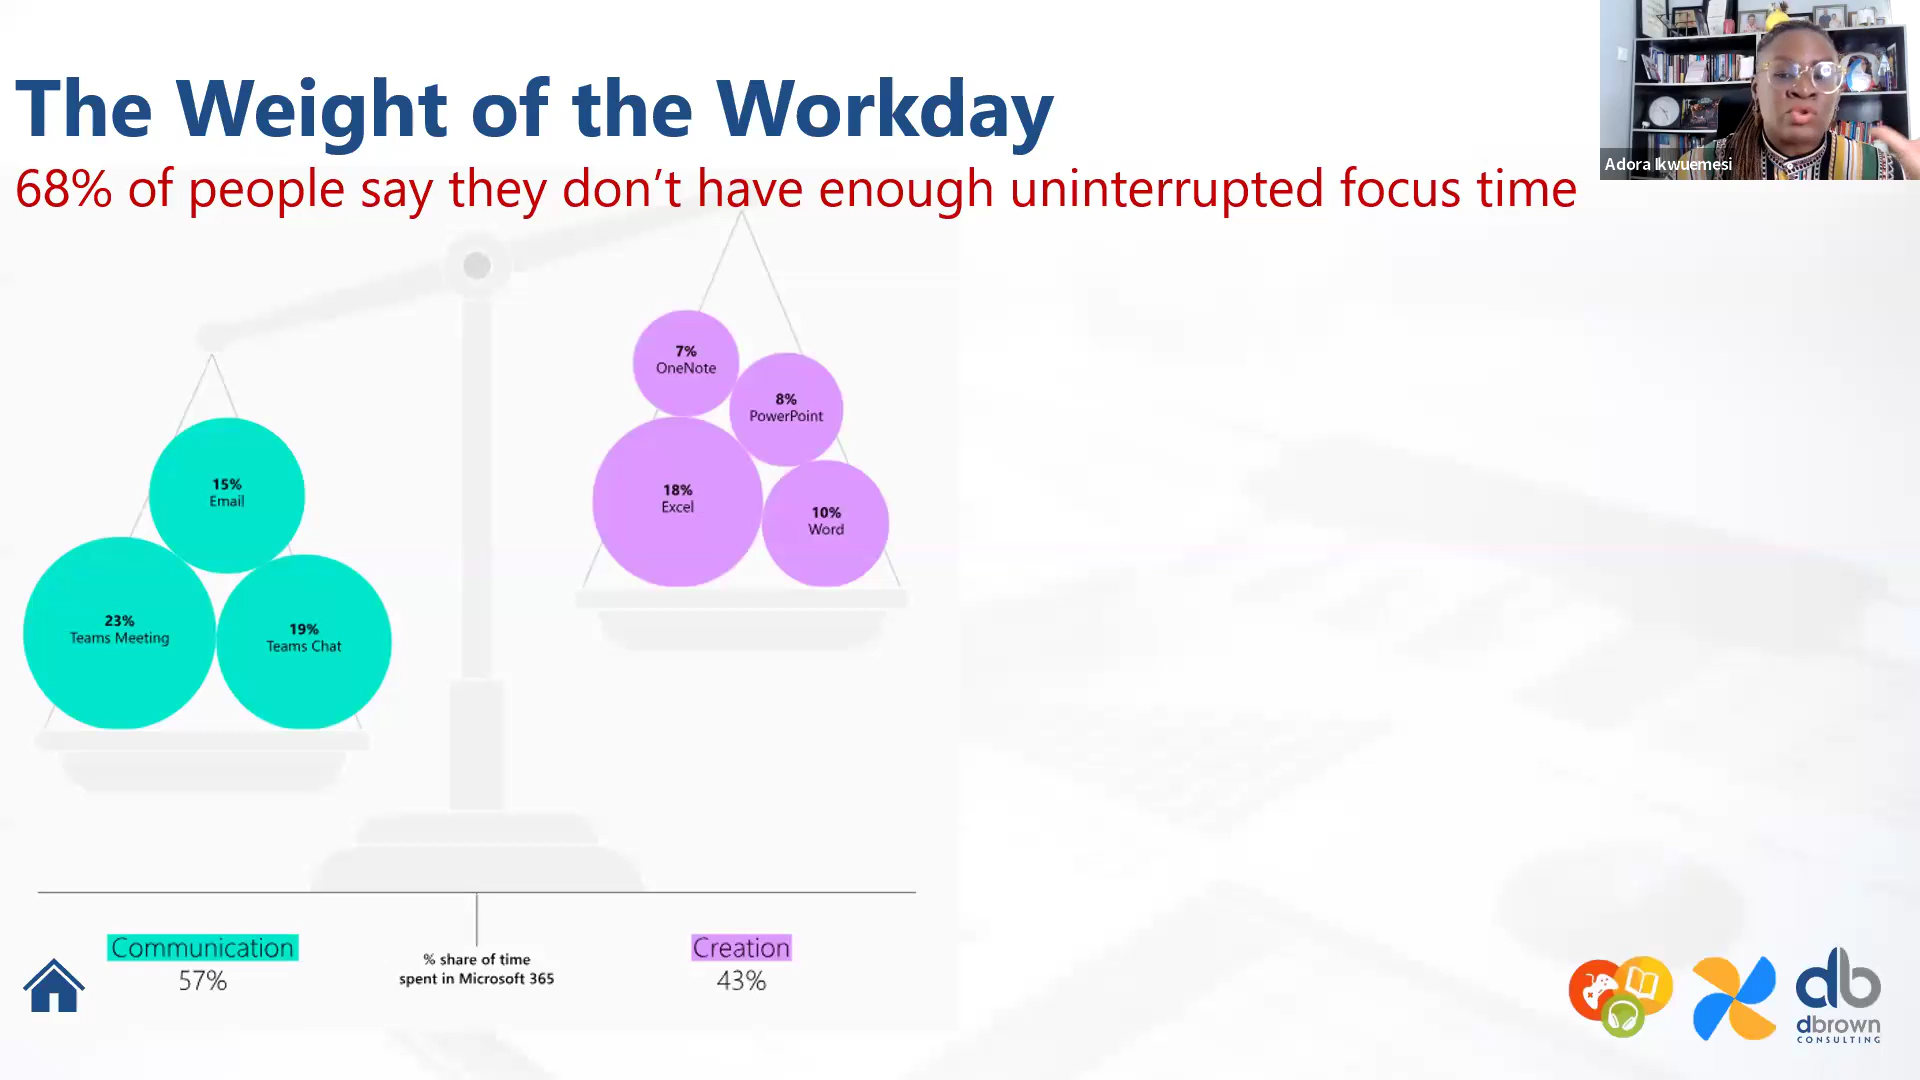 The Weight of the Workday
68% of people say they don’t have enough uninterrupted focus time
Adora Ikwuemesi
7%
OneNote
8%
PowerPoint
15%
Email
18%
Excel
10%
Word
23%
Teams Meeting
19%
Teams Chat
Communication
57%
% share of time
spent in Microsoft 365
Creation
43%
db
dbrown
CONSULTING